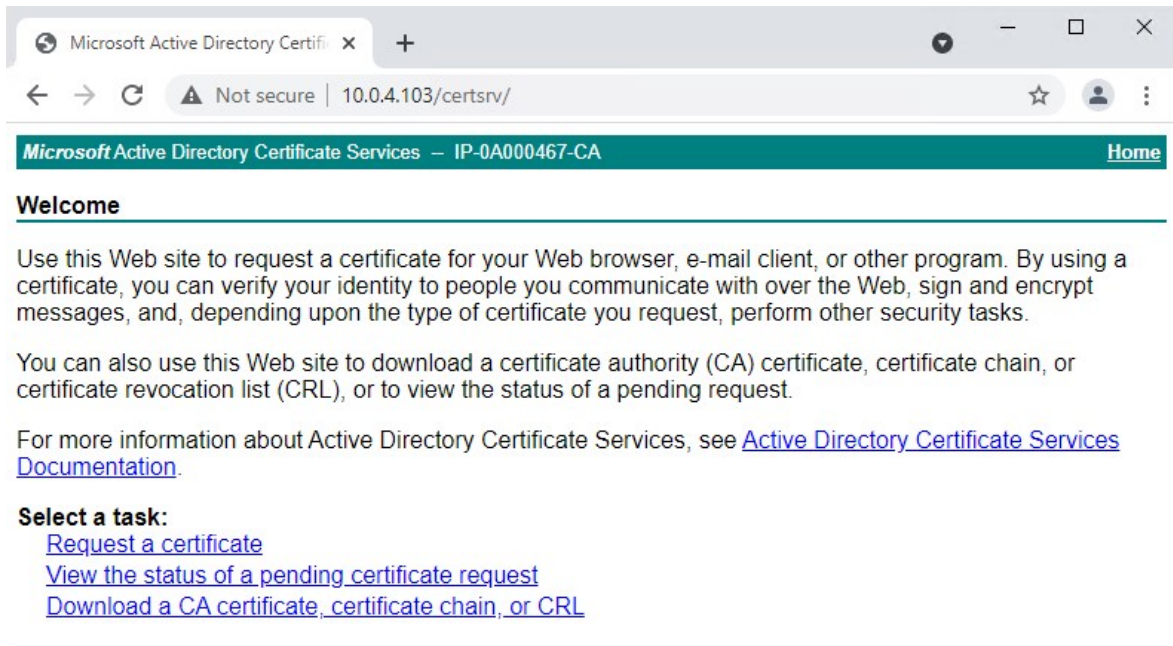 Microsoft Active Directory Certifi
Not secure | 10.0.4.103/certsrv/
Microsoft Active Directory Certificate Services -- IP-0A000467-CA Home
Welcome
Use this Web site to request a certificate for your Web browser, e-mail client, or other program. By using a
certificate, you can verify your identity to people you communicate with over the Web, sign and encrypt
messages, and, depending upon the type of certificate you request, perform other security tasks.
You can also use this Web site to download a certificate authority (CA) certificate, certificate chain, or
certificate revocation list (CRL), or to view the status of a pending request.
For more information about Active Directory Certificate Services, see Active Directory Certificate Services
Documentation.
Select a task:
Request a certificate
View the status of a pending certificate request
Download a CA certificate, certificate chain, or CRL